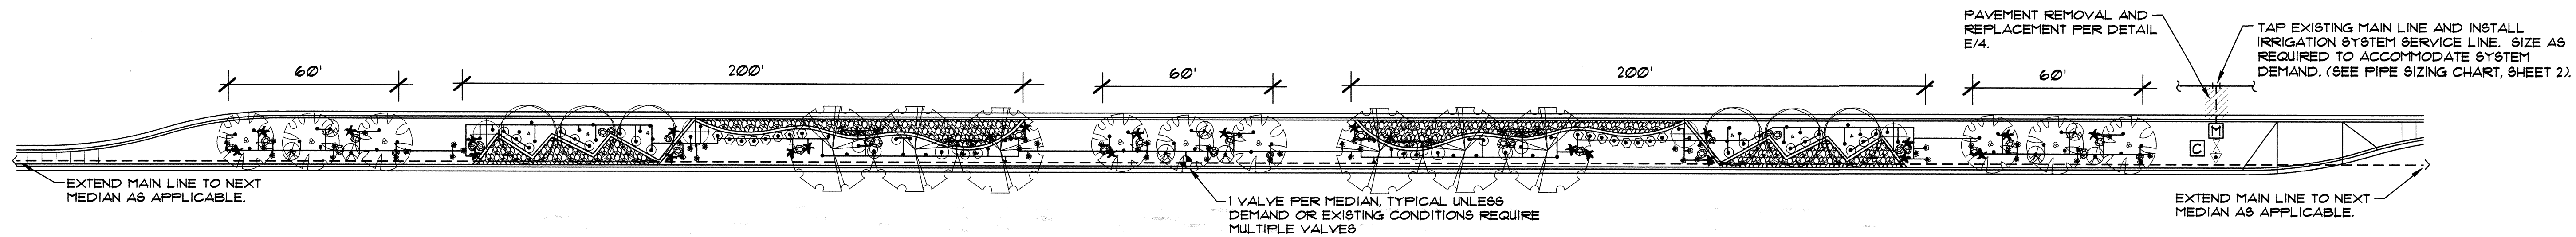 PAVEMENT REMOVAL AND
REPLACEMENT PER DETAIL
E/4.
TAP EXISTING MAIN LINE AND INSTALL
IRRIGATION SYSTEM SERVICE LINE. SIZE AS
REQUIRED TO ACCOMMODATE SYSTEM
DEMAND. (SEE PIPE SIZING CHART, SHEET 2).
60'
200'
60'
200'
60'
M
C
EXTEND MAIN LINE TO NEXT
MEDIAN AS APPLICABLE.
1 VALVE PER MEDIAN, TYPICAL UNLESS
DEMAND OR EXISTING CONDITIONS REQUIRE
MULTIPLE VALVES
EXTEND MAIN LINE TO NEXT
MEDIAN AS APPLICABLE.